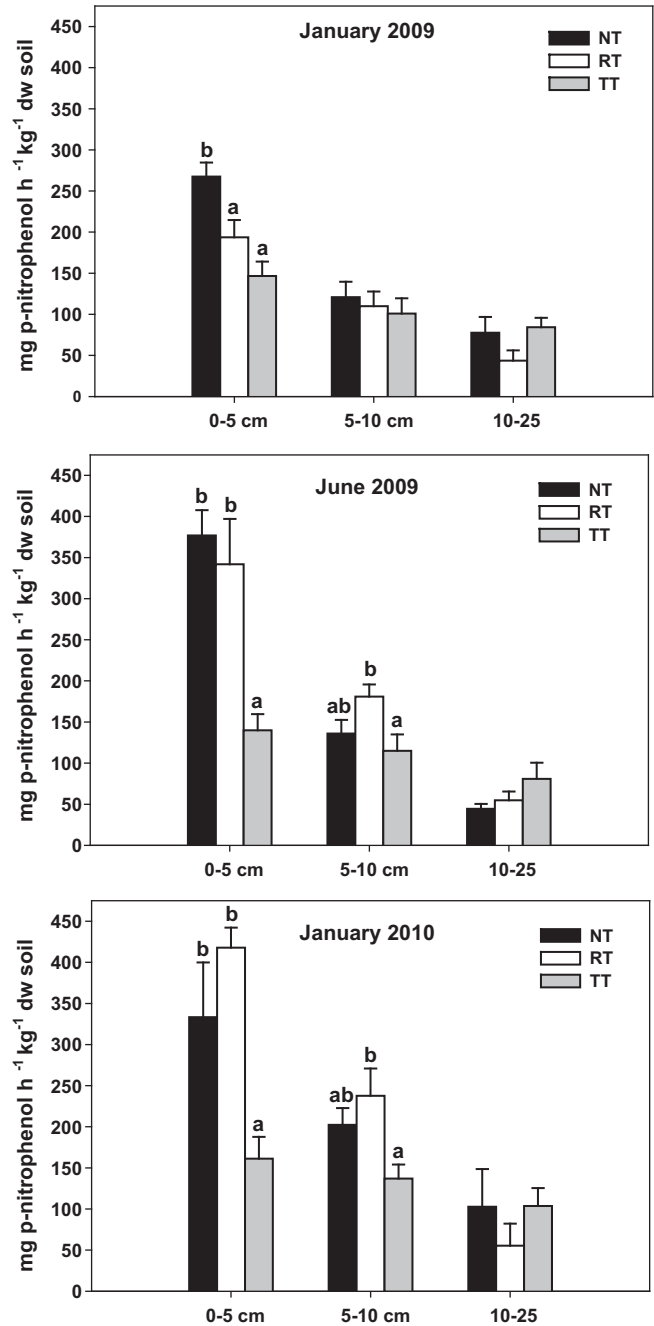 January 2009
mg p-nitrophenol h⁻¹ kg⁻¹ dw soil
450
400
350
300
250
200
150
100
50
0
NT
RT
TT
b
a
a
0-5 cm
5-10 cm
10-25
June 2009
mg p-nitrophenol h⁻¹ kg⁻¹ dw soil
450
400
350
300
250
200
150
100
50
0
NT
RT
TT
b
b
a
ab
b
a
0-5 cm
5-10 cm
10-25
January 2010
mg p-nitrophenol h⁻¹ kg⁻¹ dw soil
450
400
350
300
250
200
150
100
50
0
NT
RT
TT
b
b
a
ab
b
a
0-5 cm
5-10 cm
10-25